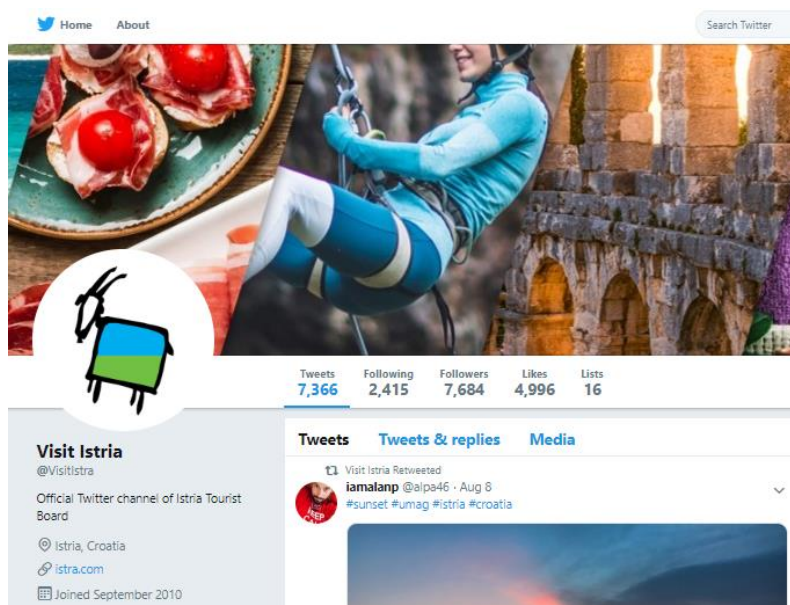 Home About
Search Twitter
Tweets Following Followers Likes Lists
7,366 2,415 7,684 4,996 16
Visit Istria
@VisitIstra
Official Twitter channel of Istria Tourist
Board
Istria, Croatia
istra.com
Joined September 2010
Tweets Tweets & replies Media
Visit Istria Retweeted
iamalanp @alpa46 · Aug 8
#sunset #umag #istria #croatia